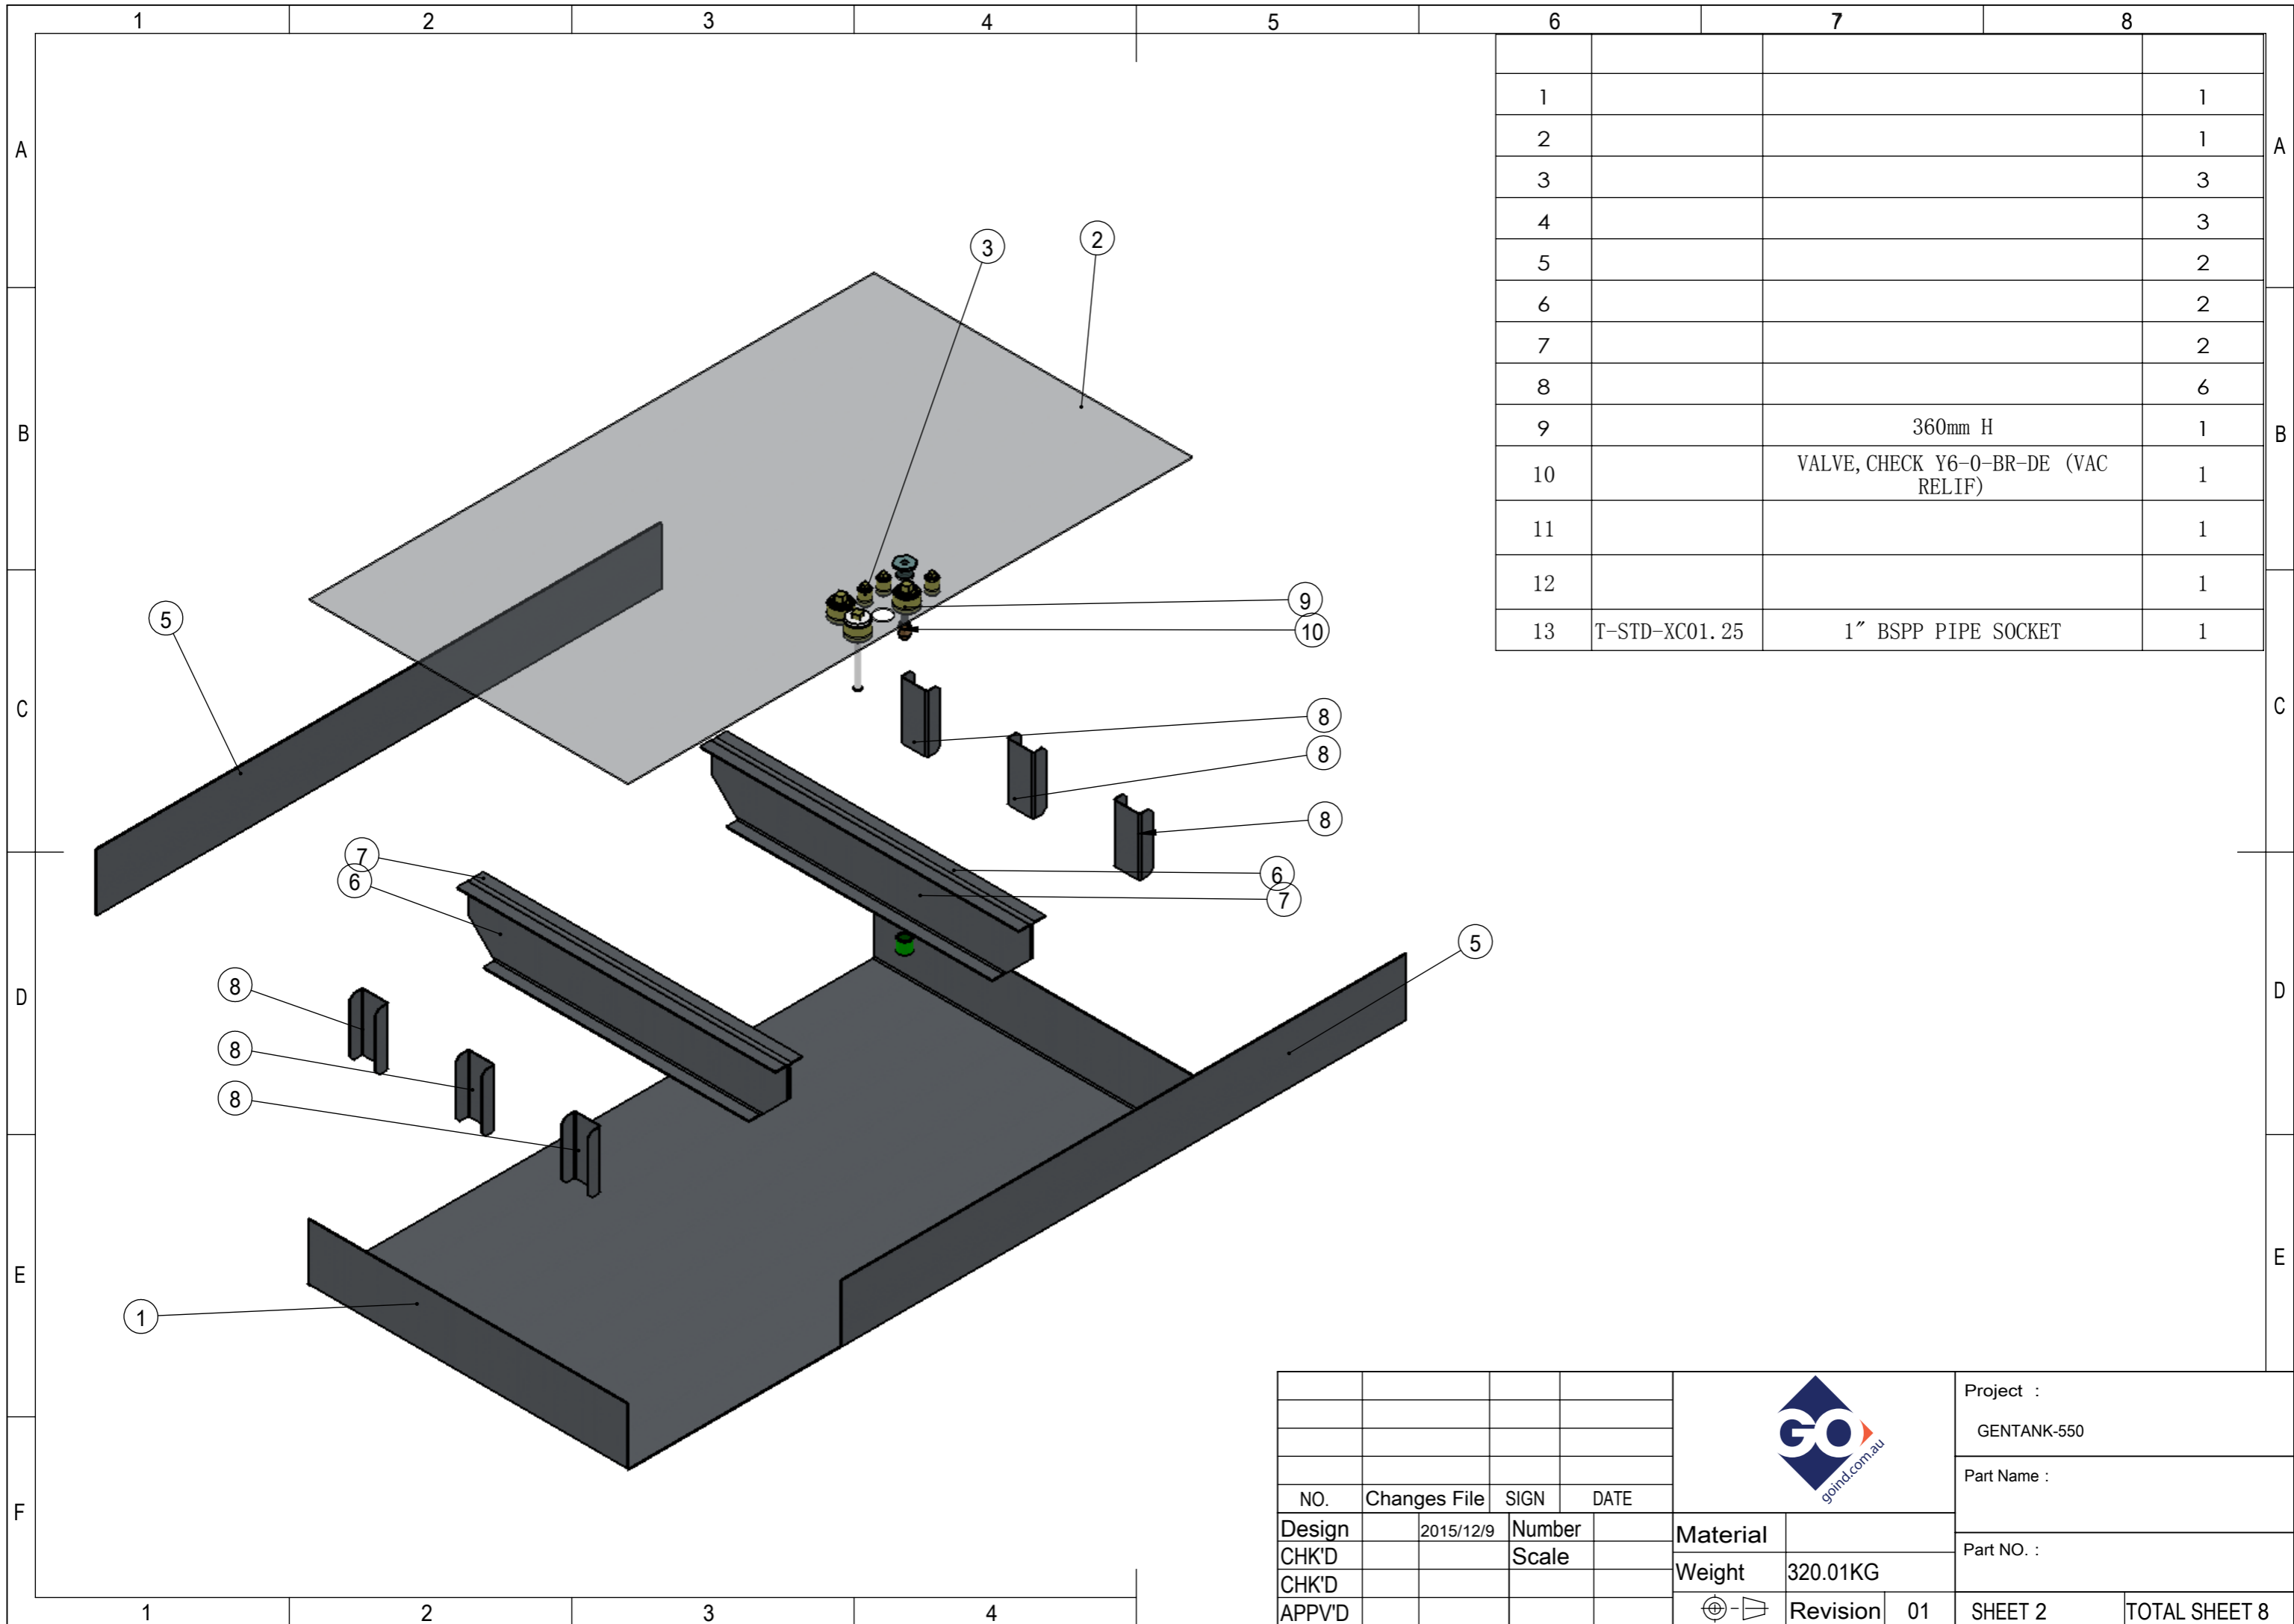 1 2 3 4 5 6 7 8
A A
B B
C C
D D
E E
F
1 1
2 1
3 3
4 3
5 2
6 2
7 2
8 6
9 360mm H 1
10 VALVE,CHECK Y6-0-BR-DE (VAC
RELIF) 1
11 1
12 1
13 T-STD-XC01.25 1" BSPP PIPE SOCKET 1
3
2
5
9
10
8
8
8
7
6
6
7
5
8
8
8
1
GO
goind.com.au
Project :
GENTANK-550
Part Name :
Part NO. :
NO. Changes File SIGN DATE
Design 2015/12/9 Number
CHK'D Scale
CHK'D
APPV'D
Material
Weight 320.01KG
Revision 01
SHEET 2 TOTAL SHEET 8
1 2 3 4